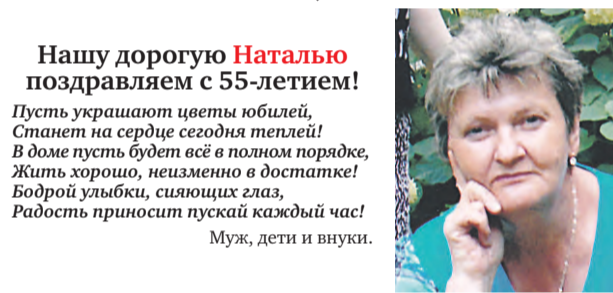 Нашу дорогую Наталью
поздравляем с 55-летием!
Пусть украшают цветы юбилей,
Станет на сердце сегодня теплей!
В доме пусть будет всё в полном порядке,
Жить хорошо, неизменно в достатке!
Бодрой улыбки, сияющих глаз,
Радость приносит пускай каждый час!
Муж, дети и внуки.